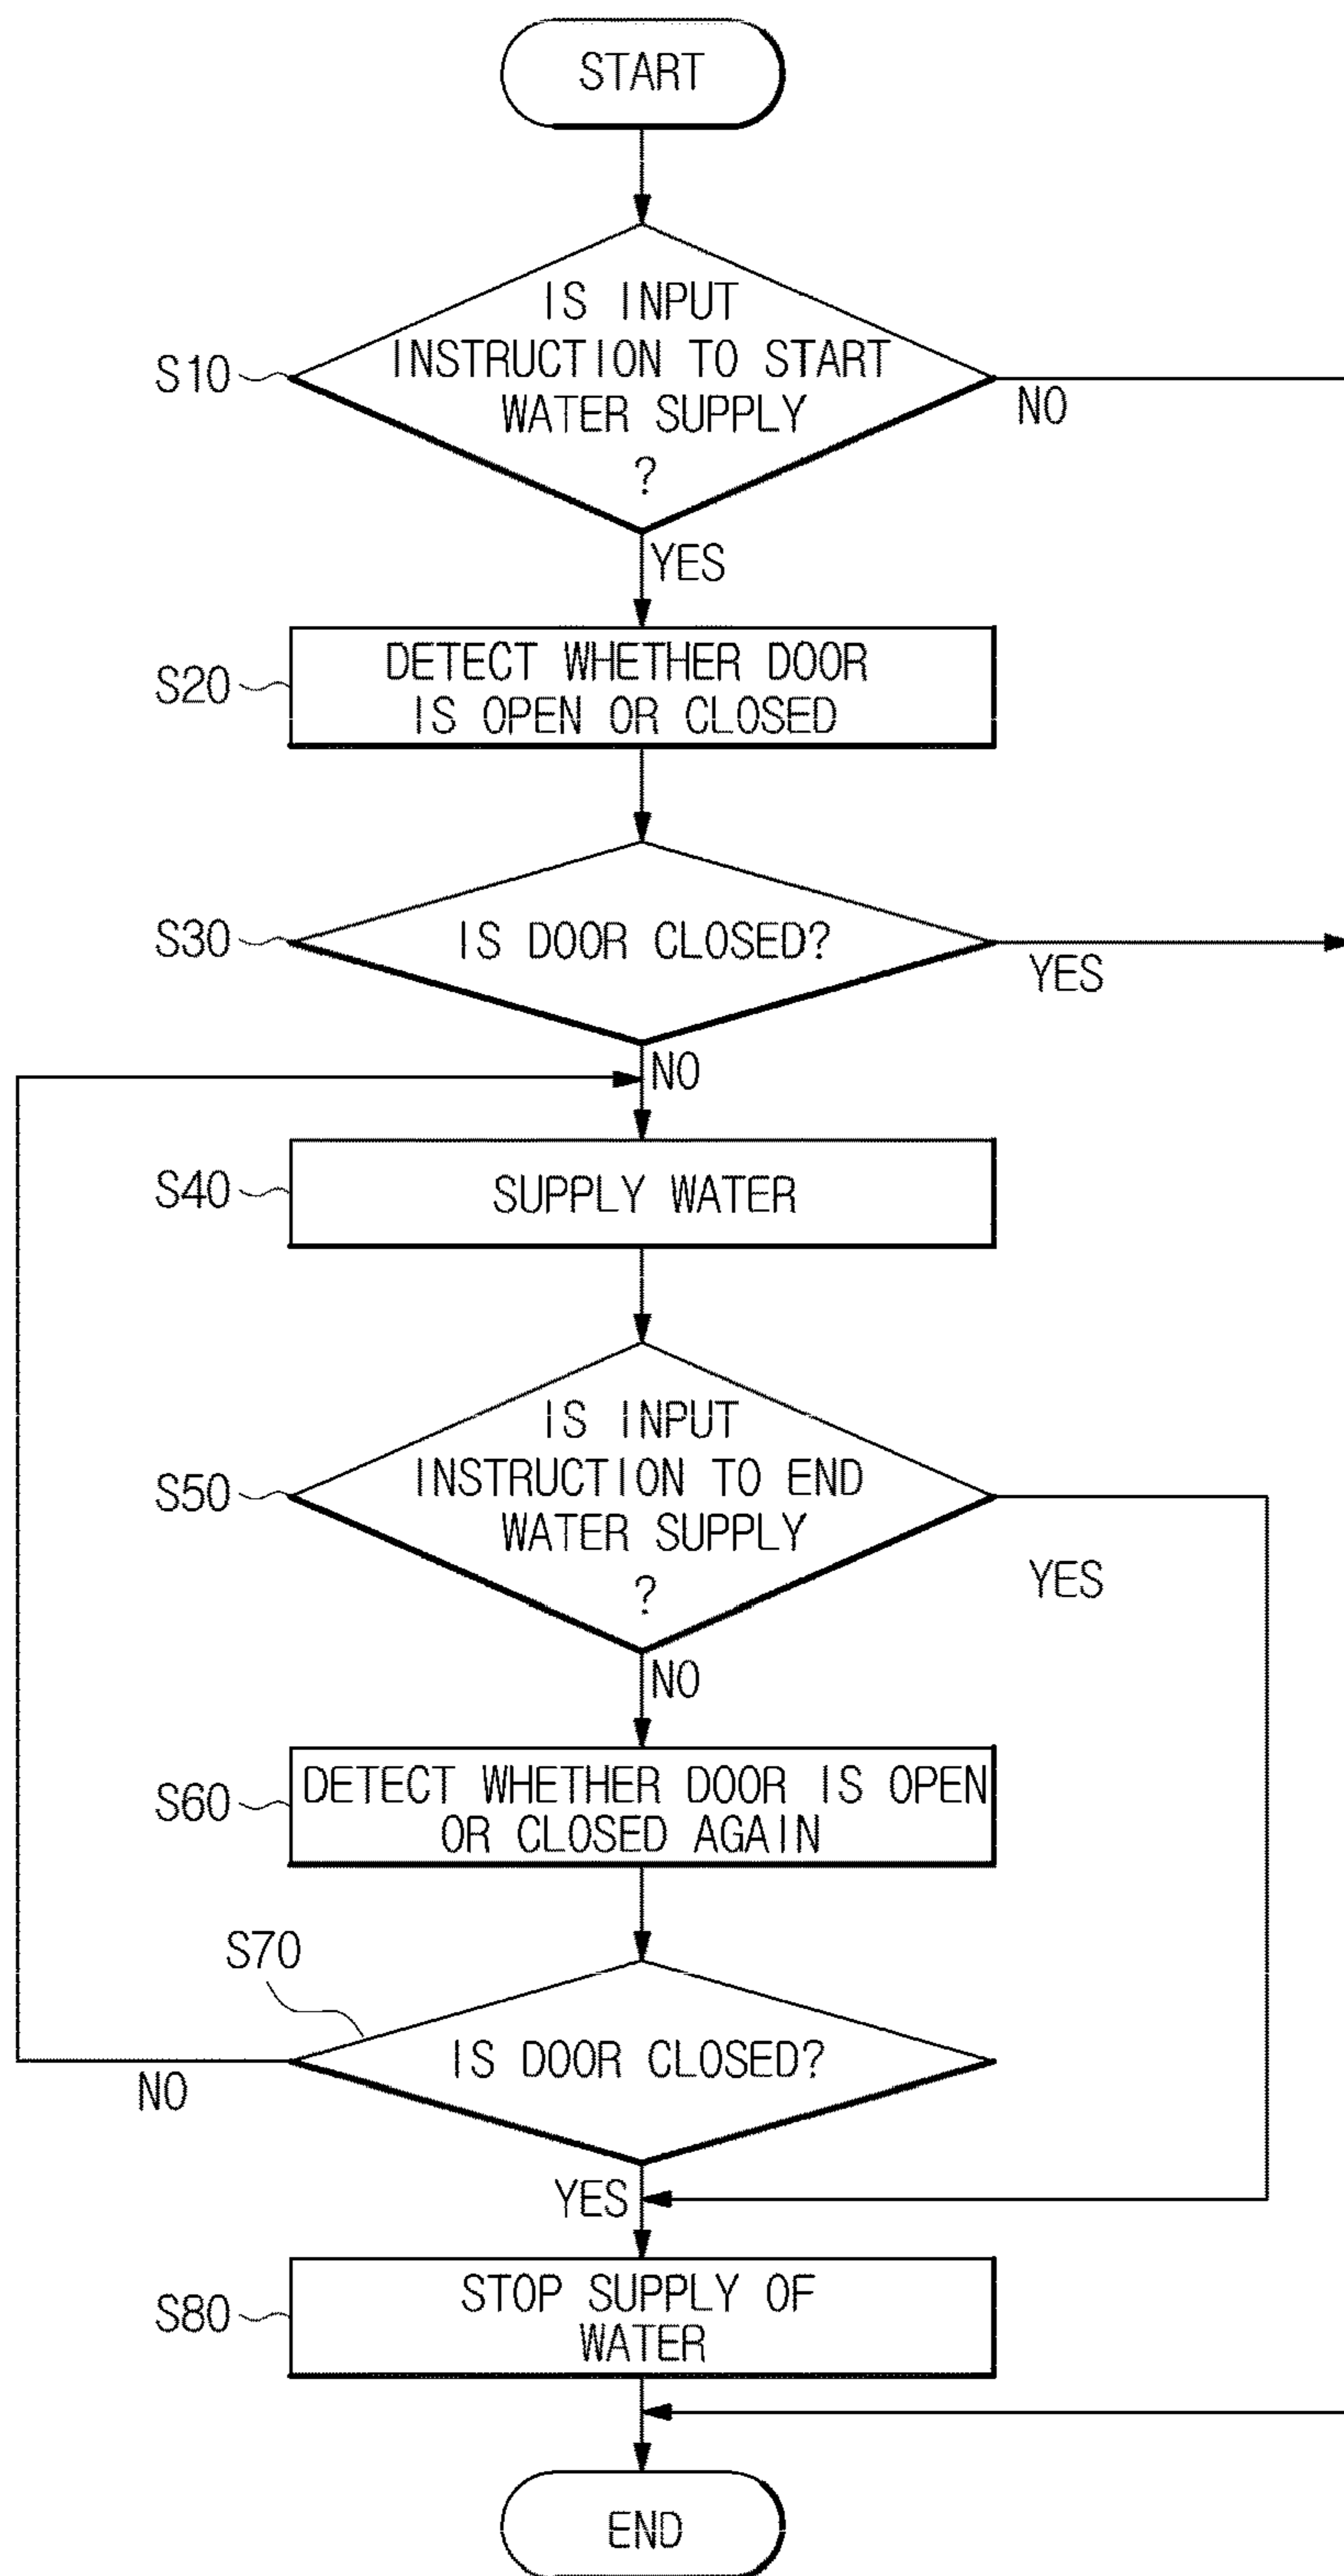 START
IS INPUT
INSTRUCTION TO START
WATER SUPPLY
?
S10
NO
YES
DETECT WHETHER DOOR
IS OPEN OR CLOSED
S20
IS DOOR CLOSED?
S30
YES
NO
SUPPLY WATER
S40
IS INPUT
INSTRUCTION TO END
WATER SUPPLY
?
S50
YES
NO
DETECT WHETHER DOOR IS OPEN
OR CLOSED AGAIN
S60
S70
IS DOOR CLOSED?
NO
YES
STOP SUPPLY OF
WATER
S80
END